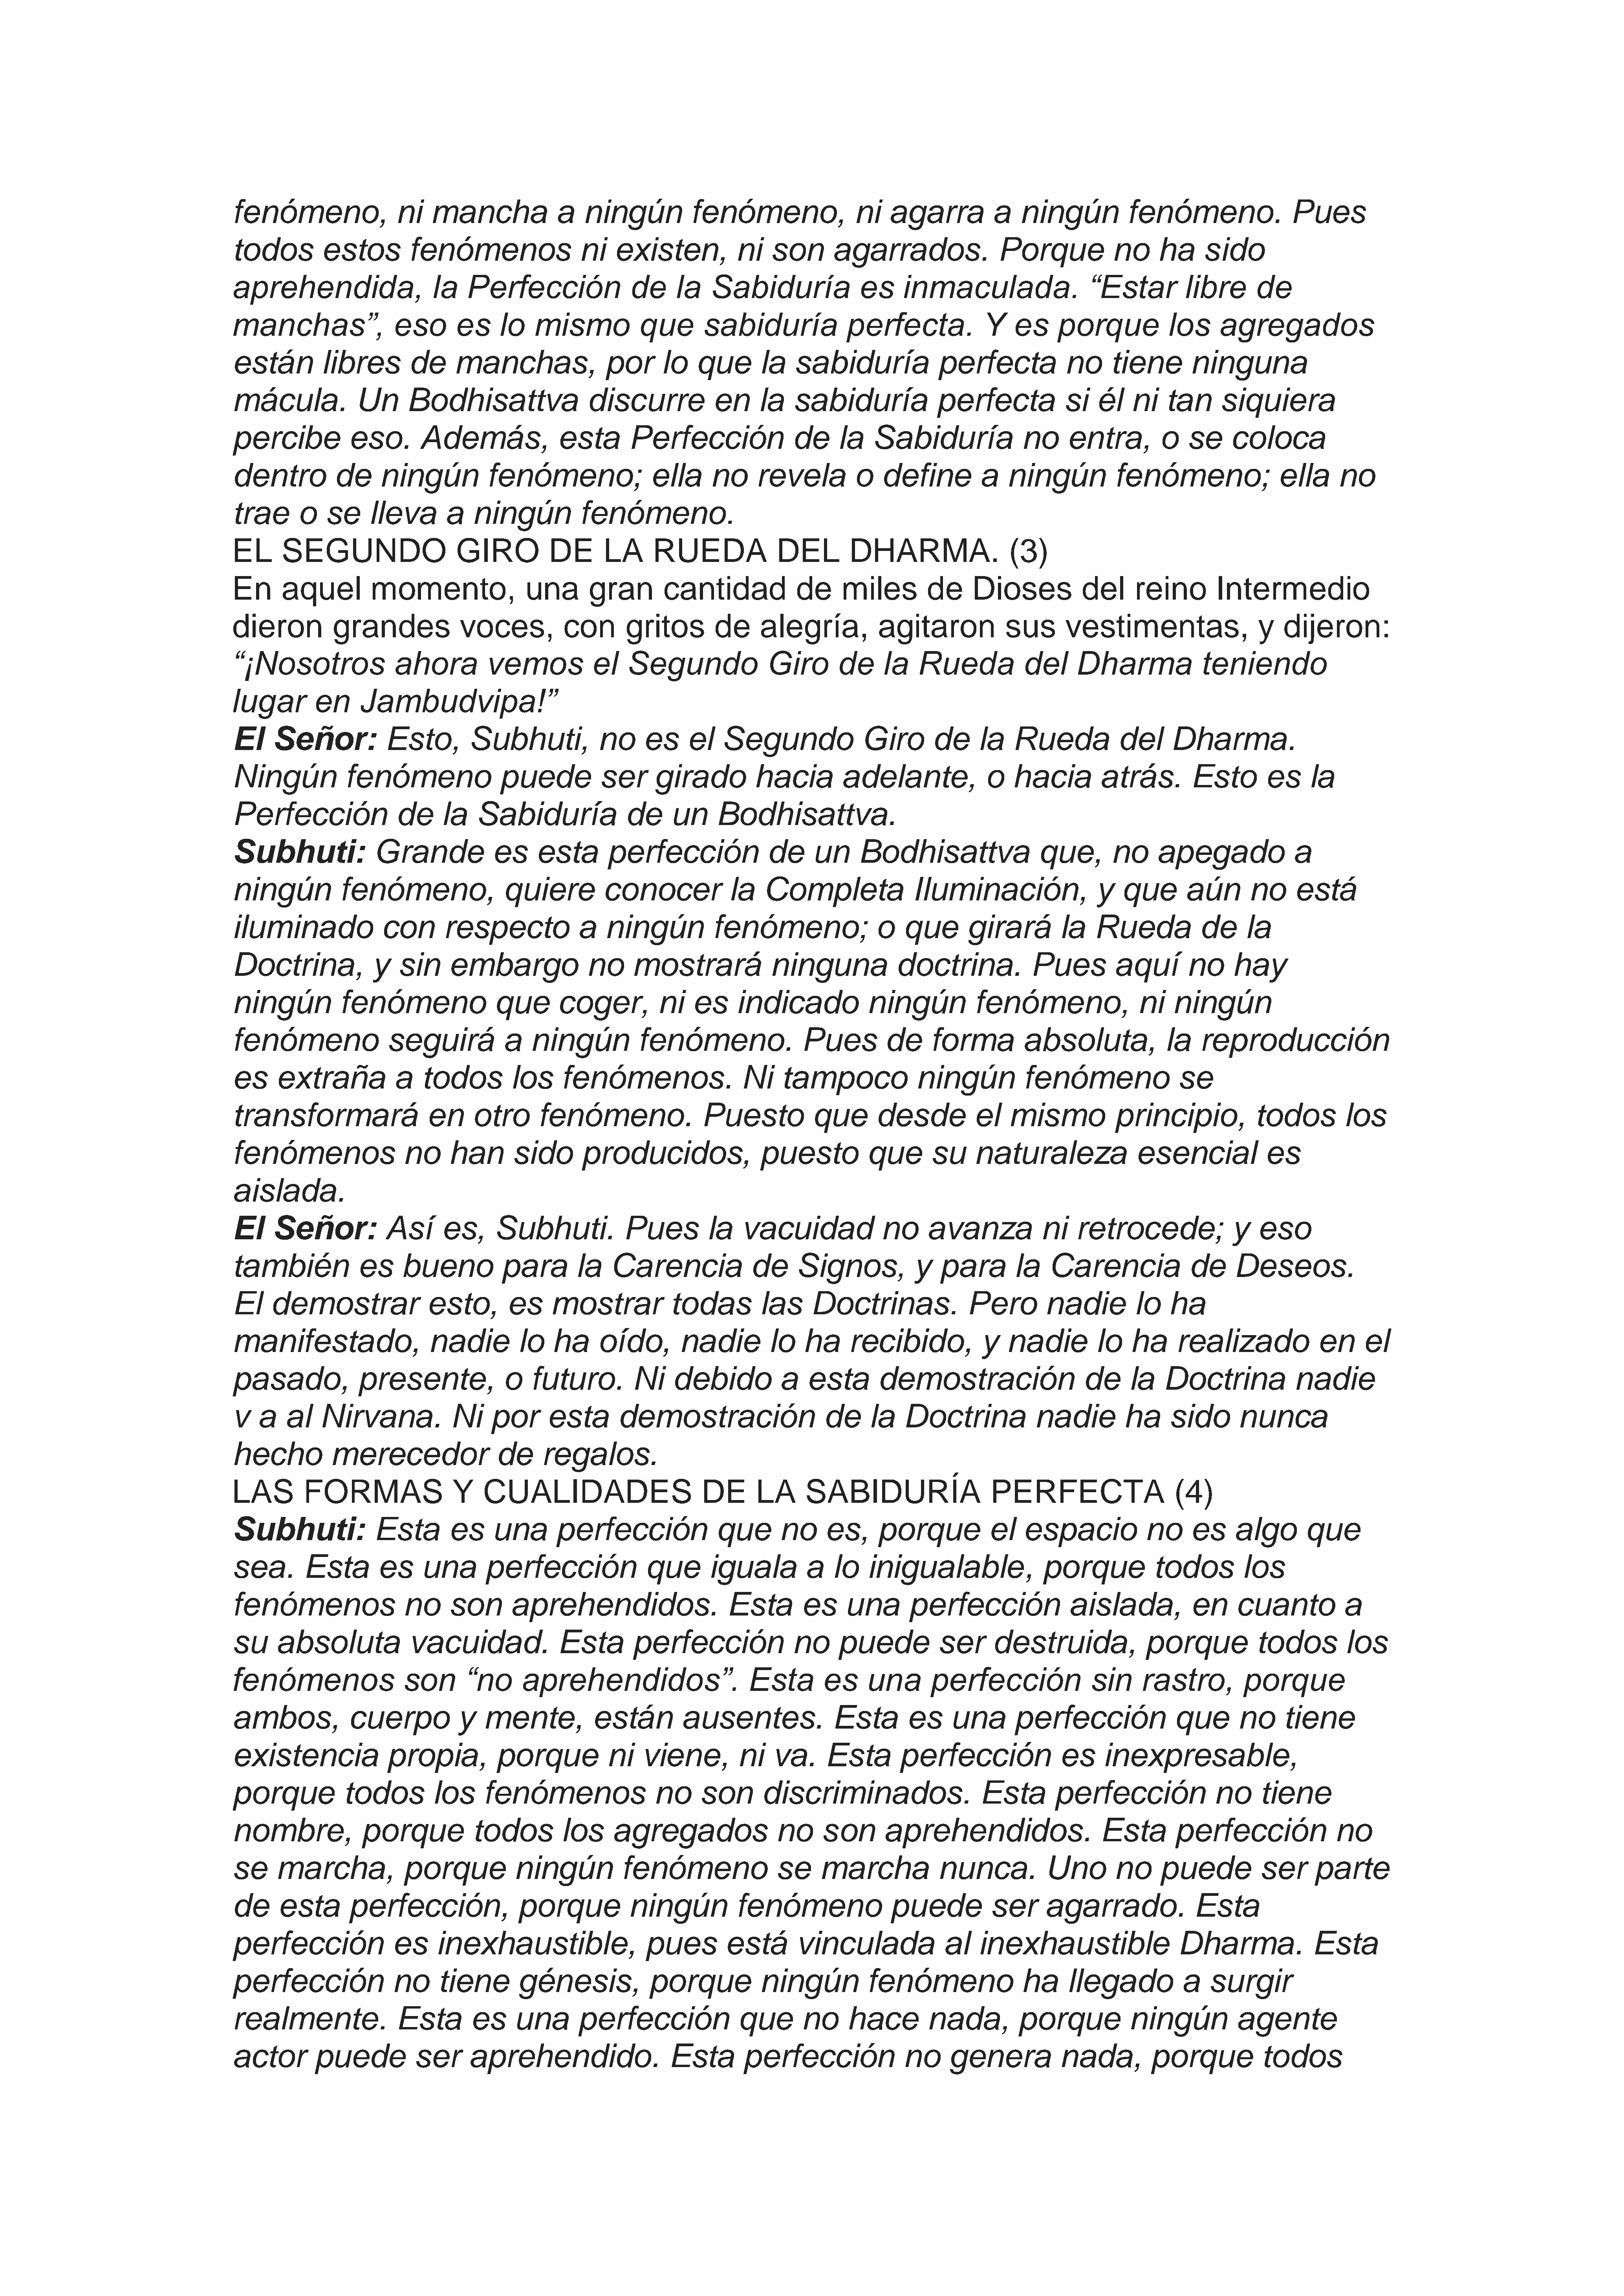 fenómeno, ni mancha a ningún fenómeno, ni agarra a ningún fenómeno. Pues
todos estos fenómenos ni existen, ni son agarrados. Porque no ha sido
aprehendida, la Perfección de la Sabiduría es inmaculada. “Estar libre de
manchas”, eso es lo mismo que sabiduría perfecta. Y es porque los agregados
están libres de manchas, por lo que la sabiduría perfecta no tiene ninguna
mácula. Un Bodhisattva discurre en la sabiduría perfecta si él ni tan siquiera
percibe eso. Además, esta Perfección de la Sabiduría no entra, o se coloca
dentro de ningún fenómeno; ella no revela o define a ningún fenómeno; ella no
trae o se lleva a ningún fenómeno.
EL SEGUNDO GIRO DE LA RUEDA DEL DHARMA. (3)
En aquel momento, una gran cantidad de miles de Dioses del reino Intermedio
dieron grandes voces, con gritos de alegría, agitaron sus vestimentas, y dijeron:
“¡Nosotros ahora vemos el Segundo Giro de la Rueda del Dharma teniendo
lugar en Jambudvipa!”
El Señor: Esto, Subhuti, no es el Segundo Giro de la Rueda del Dharma.
Ningún fenómeno puede ser girado hacia adelante, o hacia atrás. Esto es la
Perfección de la Sabiduría de un Bodhisattva.
Subhuti: Grande es esta perfección de un Bodhisattva que, no apegado a
ningún fenómeno, quiere conocer la Completa Iluminación, y que aún no está
iluminado con respecto a ningún fenómeno; o que girará la Rueda de la
Doctrina, y sin embargo no mostrará ninguna doctrina. Pues aquí no hay
ningún fenómeno que coger, ni es indicado ningún fenómeno, ni ningún
fenómeno seguirá a ningún fenómeno. Pues de forma absoluta, la reproducción
es extraña a todos los fenómenos. Ni tampoco ningún fenómeno se
transformará en otro fenómeno. Puesto que desde el mismo principio, todos los
fenómenos no han sido producidos, puesto que su naturaleza esencial es
aislada.
El Señor: Así es, Subhuti. Pues la vacuidad no avanza ni retrocede; y eso
también es bueno para la Carencia de Signos, y para la Carencia de Deseos.
El demostrar esto, es mostrar todas las Doctrinas. Pero nadie lo ha
manifestado, nadie lo ha oído, nadie lo ha recibido, y nadie lo ha realizado en el
pasado, presente, o futuro. Ni debido a esta demostración de la Doctrina nadie
v a al Nirvana. Ni por esta demostración de la Doctrina nadie ha sido nunca
hecho merecedor de regalos.
LAS FORMAS Y CUALIDADES DE LA SABIDURÍA PERFECTA (4)
Subhuti: Esta es una perfección que no es, porque el espacio no es algo que
sea. Esta es una perfección que iguala a lo inigualable, porque todos los
fenómenos no son aprehendidos. Esta es una perfección aislada, en cuanto a
su absoluta vacuidad. Esta perfección no puede ser destruida, porque todos los
fenómenos son “no aprehendidos”. Esta es una perfección sin rastro, porque
ambos, cuerpo y mente, están ausentes. Esta es una perfección que no tiene
existencia propia, porque ni viene, ni va. Esta perfección es inexpresable,
porque todos los fenómenos no son discriminados. Esta perfección no tiene
nombre, porque todos los agregados no son aprehendidos. Esta perfección no
se marcha, porque ningún fenómeno se marcha nunca. Uno no puede ser parte
de esta perfección, porque ningún fenómeno puede ser agarrado. Esta
perfección es inexhaustible, pues está vinculada al inexhaustible Dharma. Esta
perfección no tiene génesis, porque ningún fenómeno ha llegado a surgir
realmente. Esta es una perfección que no hace nada, porque ningún agente
actor puede ser aprehendido. Esta perfección no genera nada, porque todos